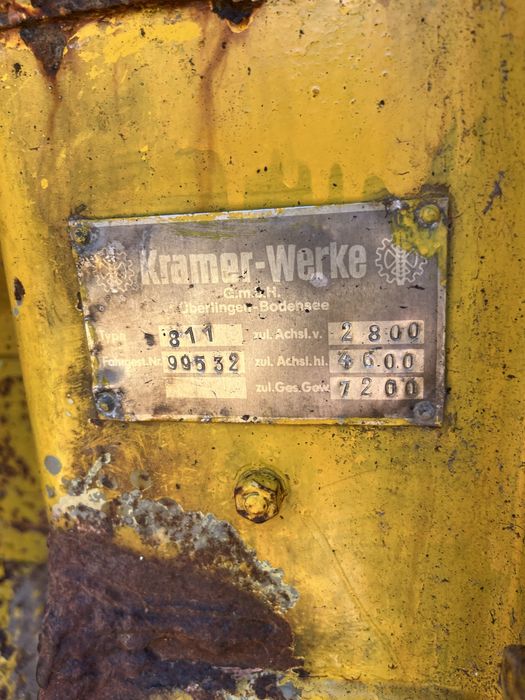 Kramer-Werke
G.m.b.H.
Überlingen-Bodensee
Type 811 zul. Achsl.v. 2800
Fahrgest.Nr. 99532 zul. Achsl.hi. 4600
zul.Ges.Gew. 7200